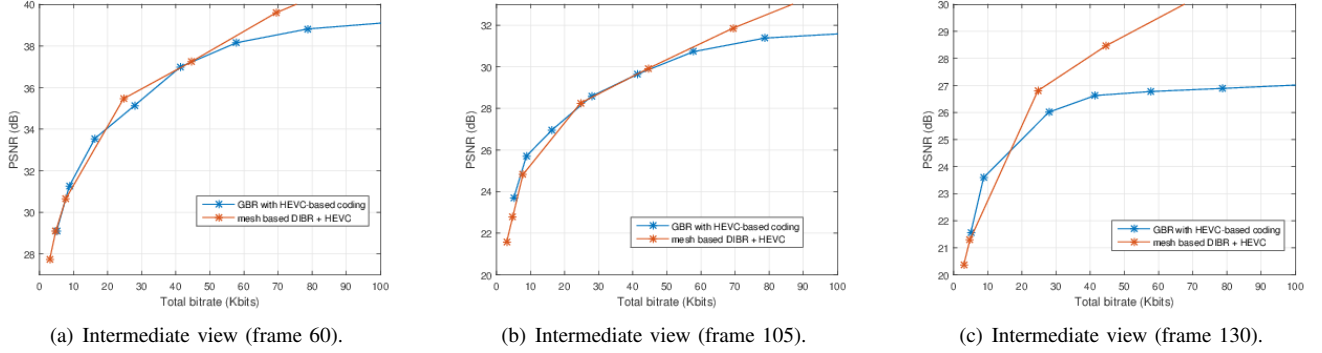 40
38
36
34
32
30
28
PSNR (dB)
GBR with HEVC-based coding
mesh based DIBR + HEVC
0 10 20 30 40 50 60 70 80 90 100
Total bitrate (Kbits)
(a) Intermediate view (frame 60).
32
30
28
26
24
22
20
PSNR (dB)
GBR with HEVC-based coding
mesh based DIBR + HEVC
0 10 20 30 40 50 60 70 80 90 100
Total bitrate (Kbits)
(b) Intermediate view (frame 105).
30
29
28
27
26
25
24
23
22
21
20
PSNR (dB)
GBR with HEVC-based coding
mesh based DIBR + HEVC
0 10 20 30 40 50 60 70 80 90 100
Total bitrate (Kbits)
(c) Intermediate view (frame 130).